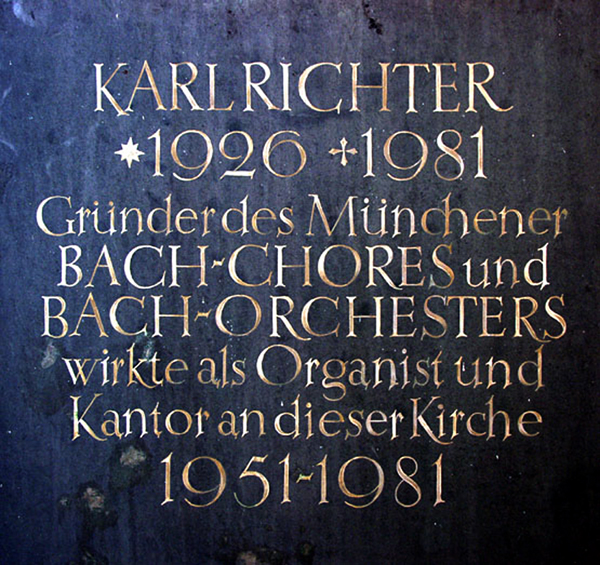 KARL RICHTER
*1926 ✢1981
Gründer des Münchener
BACH-CHORES und
BACH-ORCHESTERS
wirkte als Organist und
Kantor an dieser Kirche
1951-1981